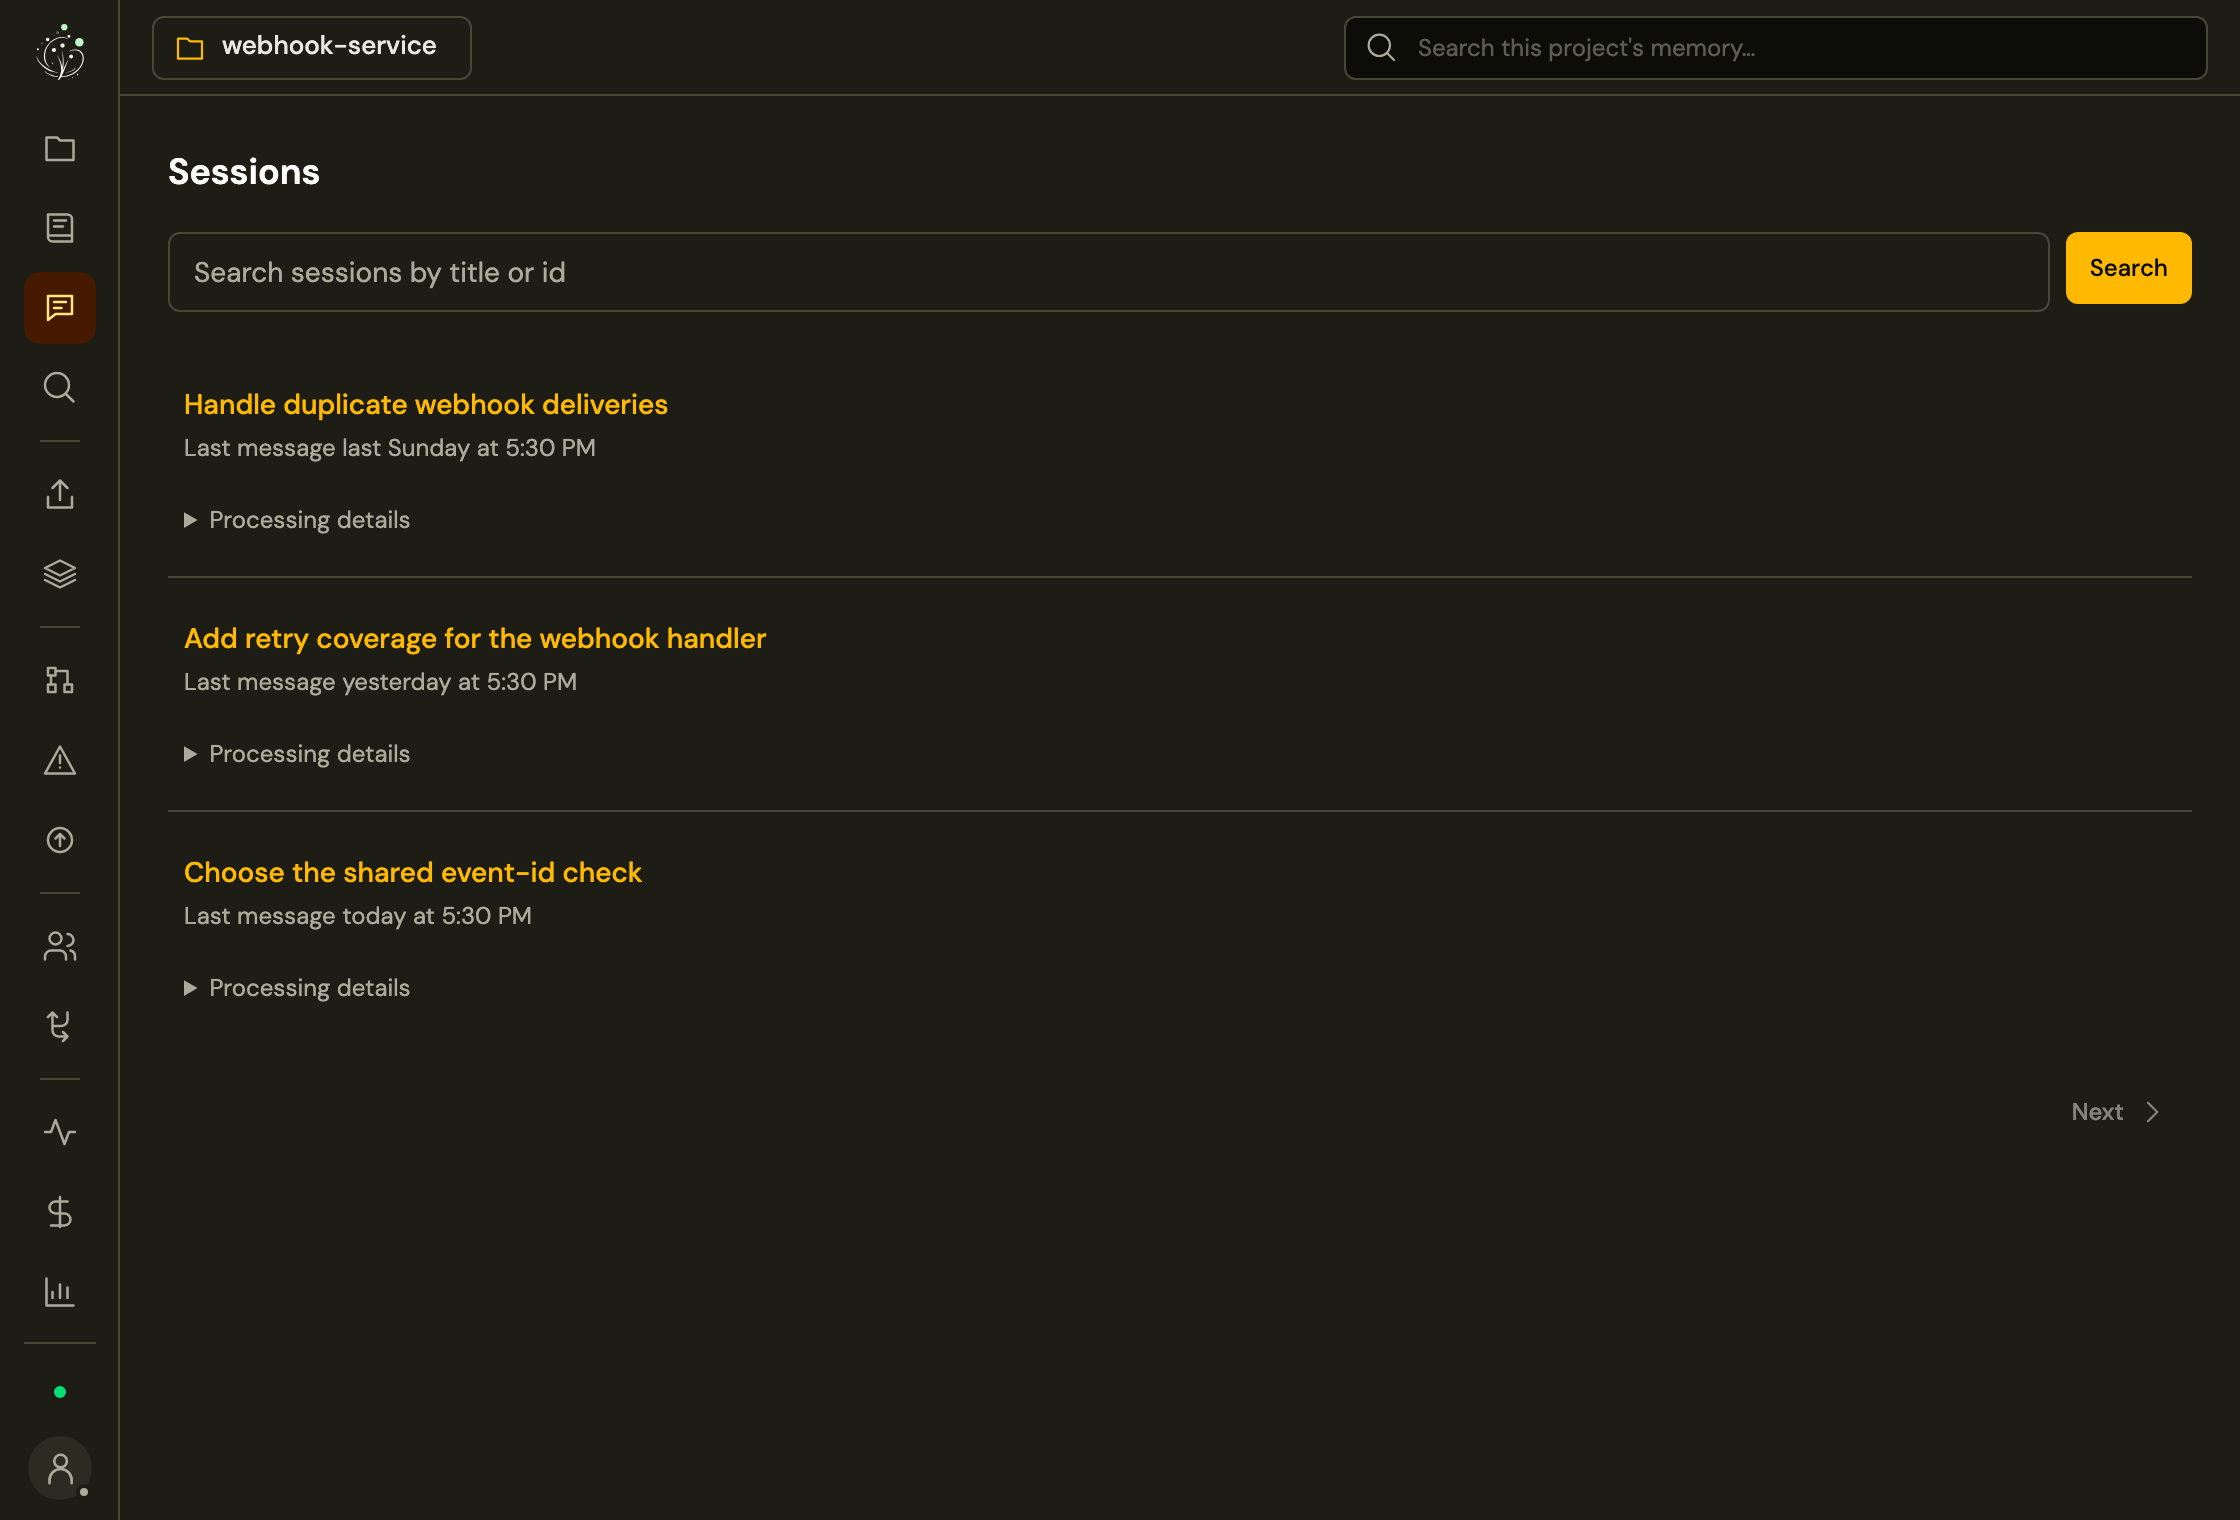 webhook-service
Search this project's memory...
Sessions
Search sessions by title or id
Search
Handle duplicate webhook deliveries
Last message last Sunday at 5:30 PM
Processing details
Add retry coverage for the webhook handler
Last message yesterday at 5:30 PM
Processing details
Choose the shared event-id check
Last message today at 5:30 PM
Processing details
Next